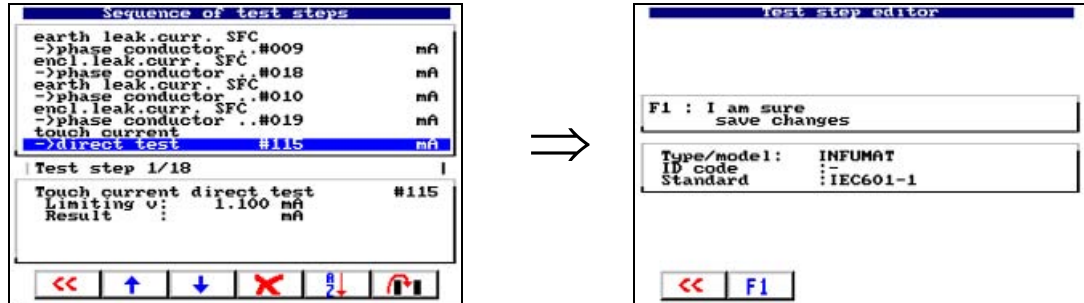 Sequence of test steps
earth leak.curr. SFC
->phase conductor ..#009 mA
encl.leak.curr. SFC
->phase conductor ..#018 mA
earth leak.curr. SFC
->phase conductor ..#010 mA
encl.leak.curr. SFC
->phase conductor ..#019 mA
touch current
->direct test #115 mA
Test step 1/18
Touch current direct test #115
Limiting v: 1.100 mA
Result : mA
<< A Z
⇒
Test step editor
F1 : I am sure
save changes
Type/model: INFUMAT
ID code :-
Standard :IEC601-1
<< F1